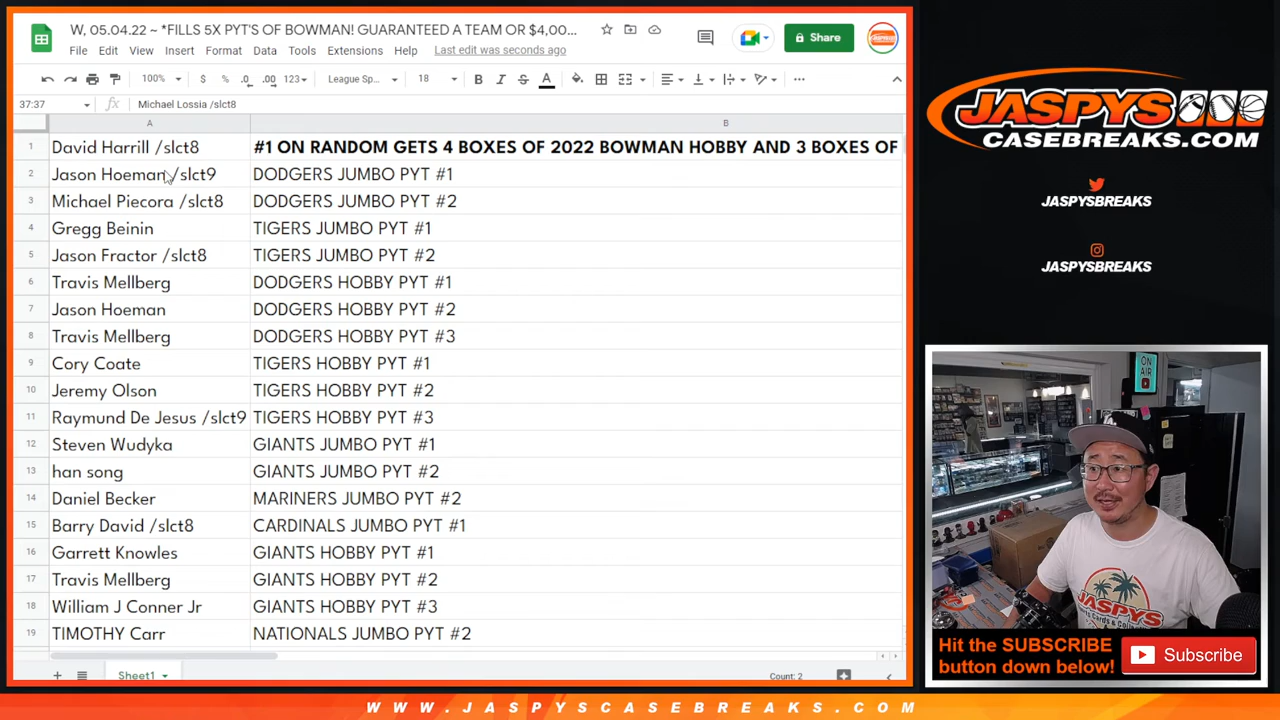 W, 05.04.22 ~ *FILLS 5X PYT'S OF BOWMAN! GUARANTEED A TEAM OR $4,00...
File Edit View Insert Format Data Tools Extensions Help Last edit was seconds ago
Share
100% $ % .0 .00 123 League Sp... 18 B I S A
37:37 fx Michael Lossia /slct8
A B
1 David Harrill /slct8 #1 ON RANDOM GETS 4 BOXES OF 2022 BOWMAN HOBBY AND 3 BOXES OF
2 Jason Hoeman /slct9 DODGERS JUMBO PYT #1
3 Michael Piecora /slct8 DODGERS JUMBO PYT #2
4 Gregg Beinin TIGERS JUMBO PYT #1
5 Jason Fractor /slct8 TIGERS JUMBO PYT #2
6 Travis Mellberg DODGERS HOBBY PYT #1
7 Jason Hoeman DODGERS HOBBY PYT #2
8 Travis Mellberg DODGERS HOBBY PYT #3
9 Cory Coate TIGERS HOBBY PYT #1
10 Jeremy Olson TIGERS HOBBY PYT #2
11 Raymund De Jesus /slct9 TIGERS HOBBY PYT #3
12 Steven Wudyka GIANTS JUMBO PYT #1
13 han song GIANTS JUMBO PYT #2
14 Daniel Becker MARINERS JUMBO PYT #2
15 Barry David /slct8 CARDINALS JUMBO PYT #1
16 Garrett Knowles GIANTS HOBBY PYT #1
17 Travis Mellberg GIANTS HOBBY PYT #2
18 William J Conner Jr GIANTS HOBBY PYT #3
19 TIMOTHY Carr NATIONALS JUMBO PYT #2
Sheet1 Count: 2
JASPYS
CASEBREAKS.COM
JASPYSBREAKS
JASPYSBREAKS
ON
AIR
JASPYS
JASPYSCASEBREAKS.COM
Hit the SUBSCRIBE
button down below!
Subscribe
WWW.JASPYSCASEBREAKS.COM